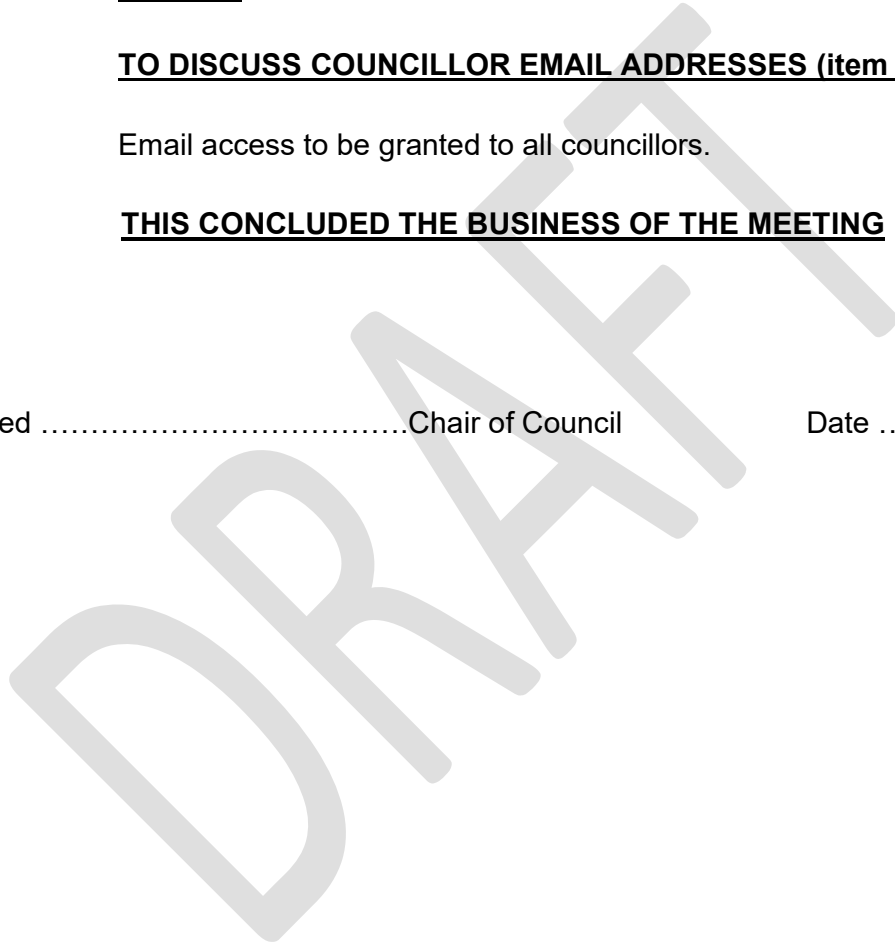 TO DISCUSS COUNCILLOR EMAIL ADDRESSES (item
Email access to be granted to all councillors.
THIS CONCLUDED THE BUSINESS OF THE MEETING
ed ……………………………….Chair of Council Date …
DRAFT